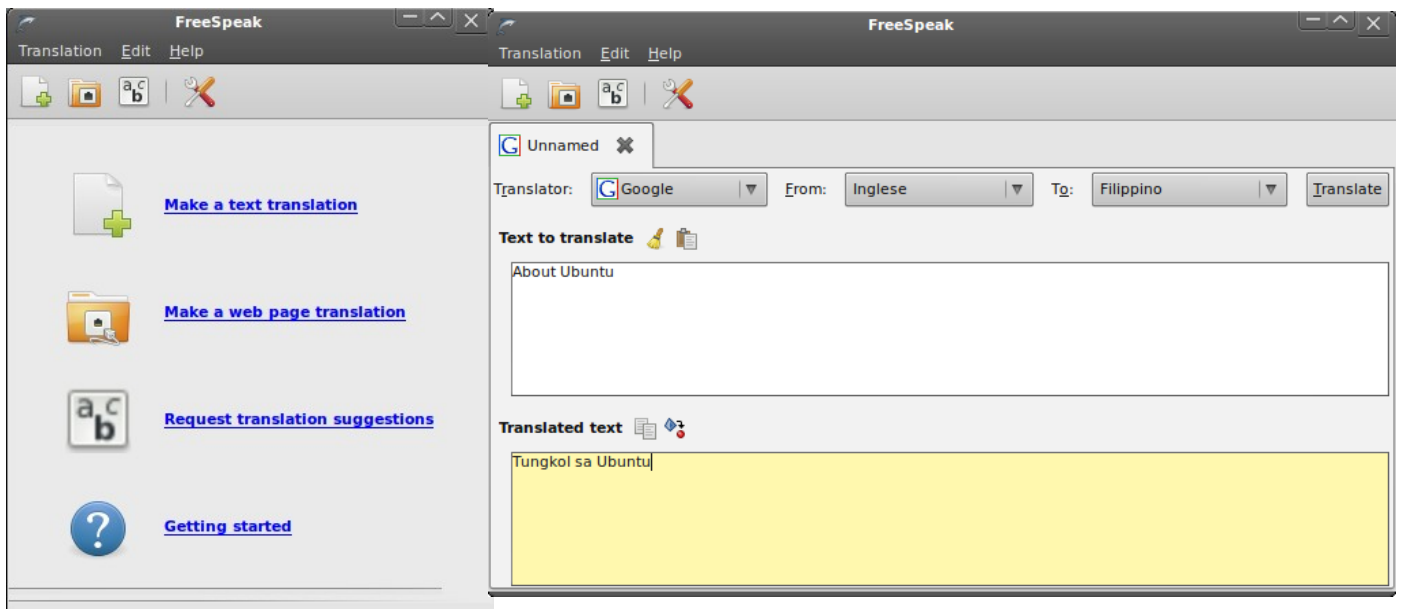 FreeSpeak
Translation Edit Help
Make a text translation
Make a web page translation
abc
Request translation suggestions
Getting started
FreeSpeak
Translation Edit Help
Unnamed
Translator: Google From: Inglese To: Filippino Translate
Text to translate
About Ubuntu
Translated text
Tungkol sa Ubuntu